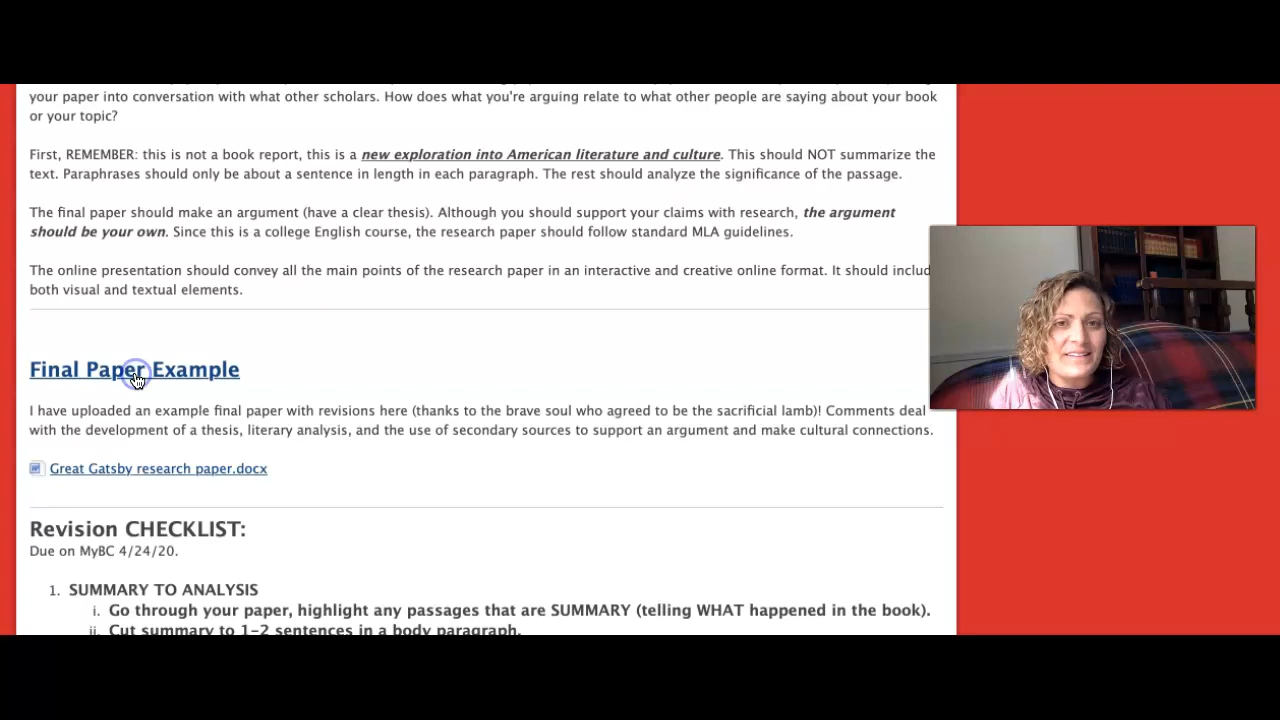 your paper into conversation with what other scholars. How does what you're arguing relate to what other people are saying about your book
or your topic?
First, REMEMBER: this is not a book report, this is a new exploration into American literature and culture. This should NOT summarize the
text. Paraphrases should only be about a sentence in length in each paragraph. The rest should analyze the significance of the passage.
The final paper should make an argument (have a clear thesis). Although you should support your claims with research, the argument
should be your own. Since this is a college English course, the research paper should follow standard MLA guidelines.
The online presentation should convey all the main points of the research paper in an interactive and creative online format. It should includ
both visual and textual elements.
Final Paper Example
I have uploaded an example final paper with revisions here (thanks to the brave soul who agreed to be the sacrificial lamb)! Comments deal
with the development of a thesis, literary analysis, and the use of secondary sources to support an argument and make cultural connections.
Great Gatsby research paper.docx
Revision CHECKLIST:
Due on MyBC 4/24/20.
1. SUMMARY TO ANALYSIS
i. Go through your paper, highlight any passages that are SUMMARY (telling WHAT happened in the book).
ii. Cut summary to 1-2 sentences in a body paragraph.